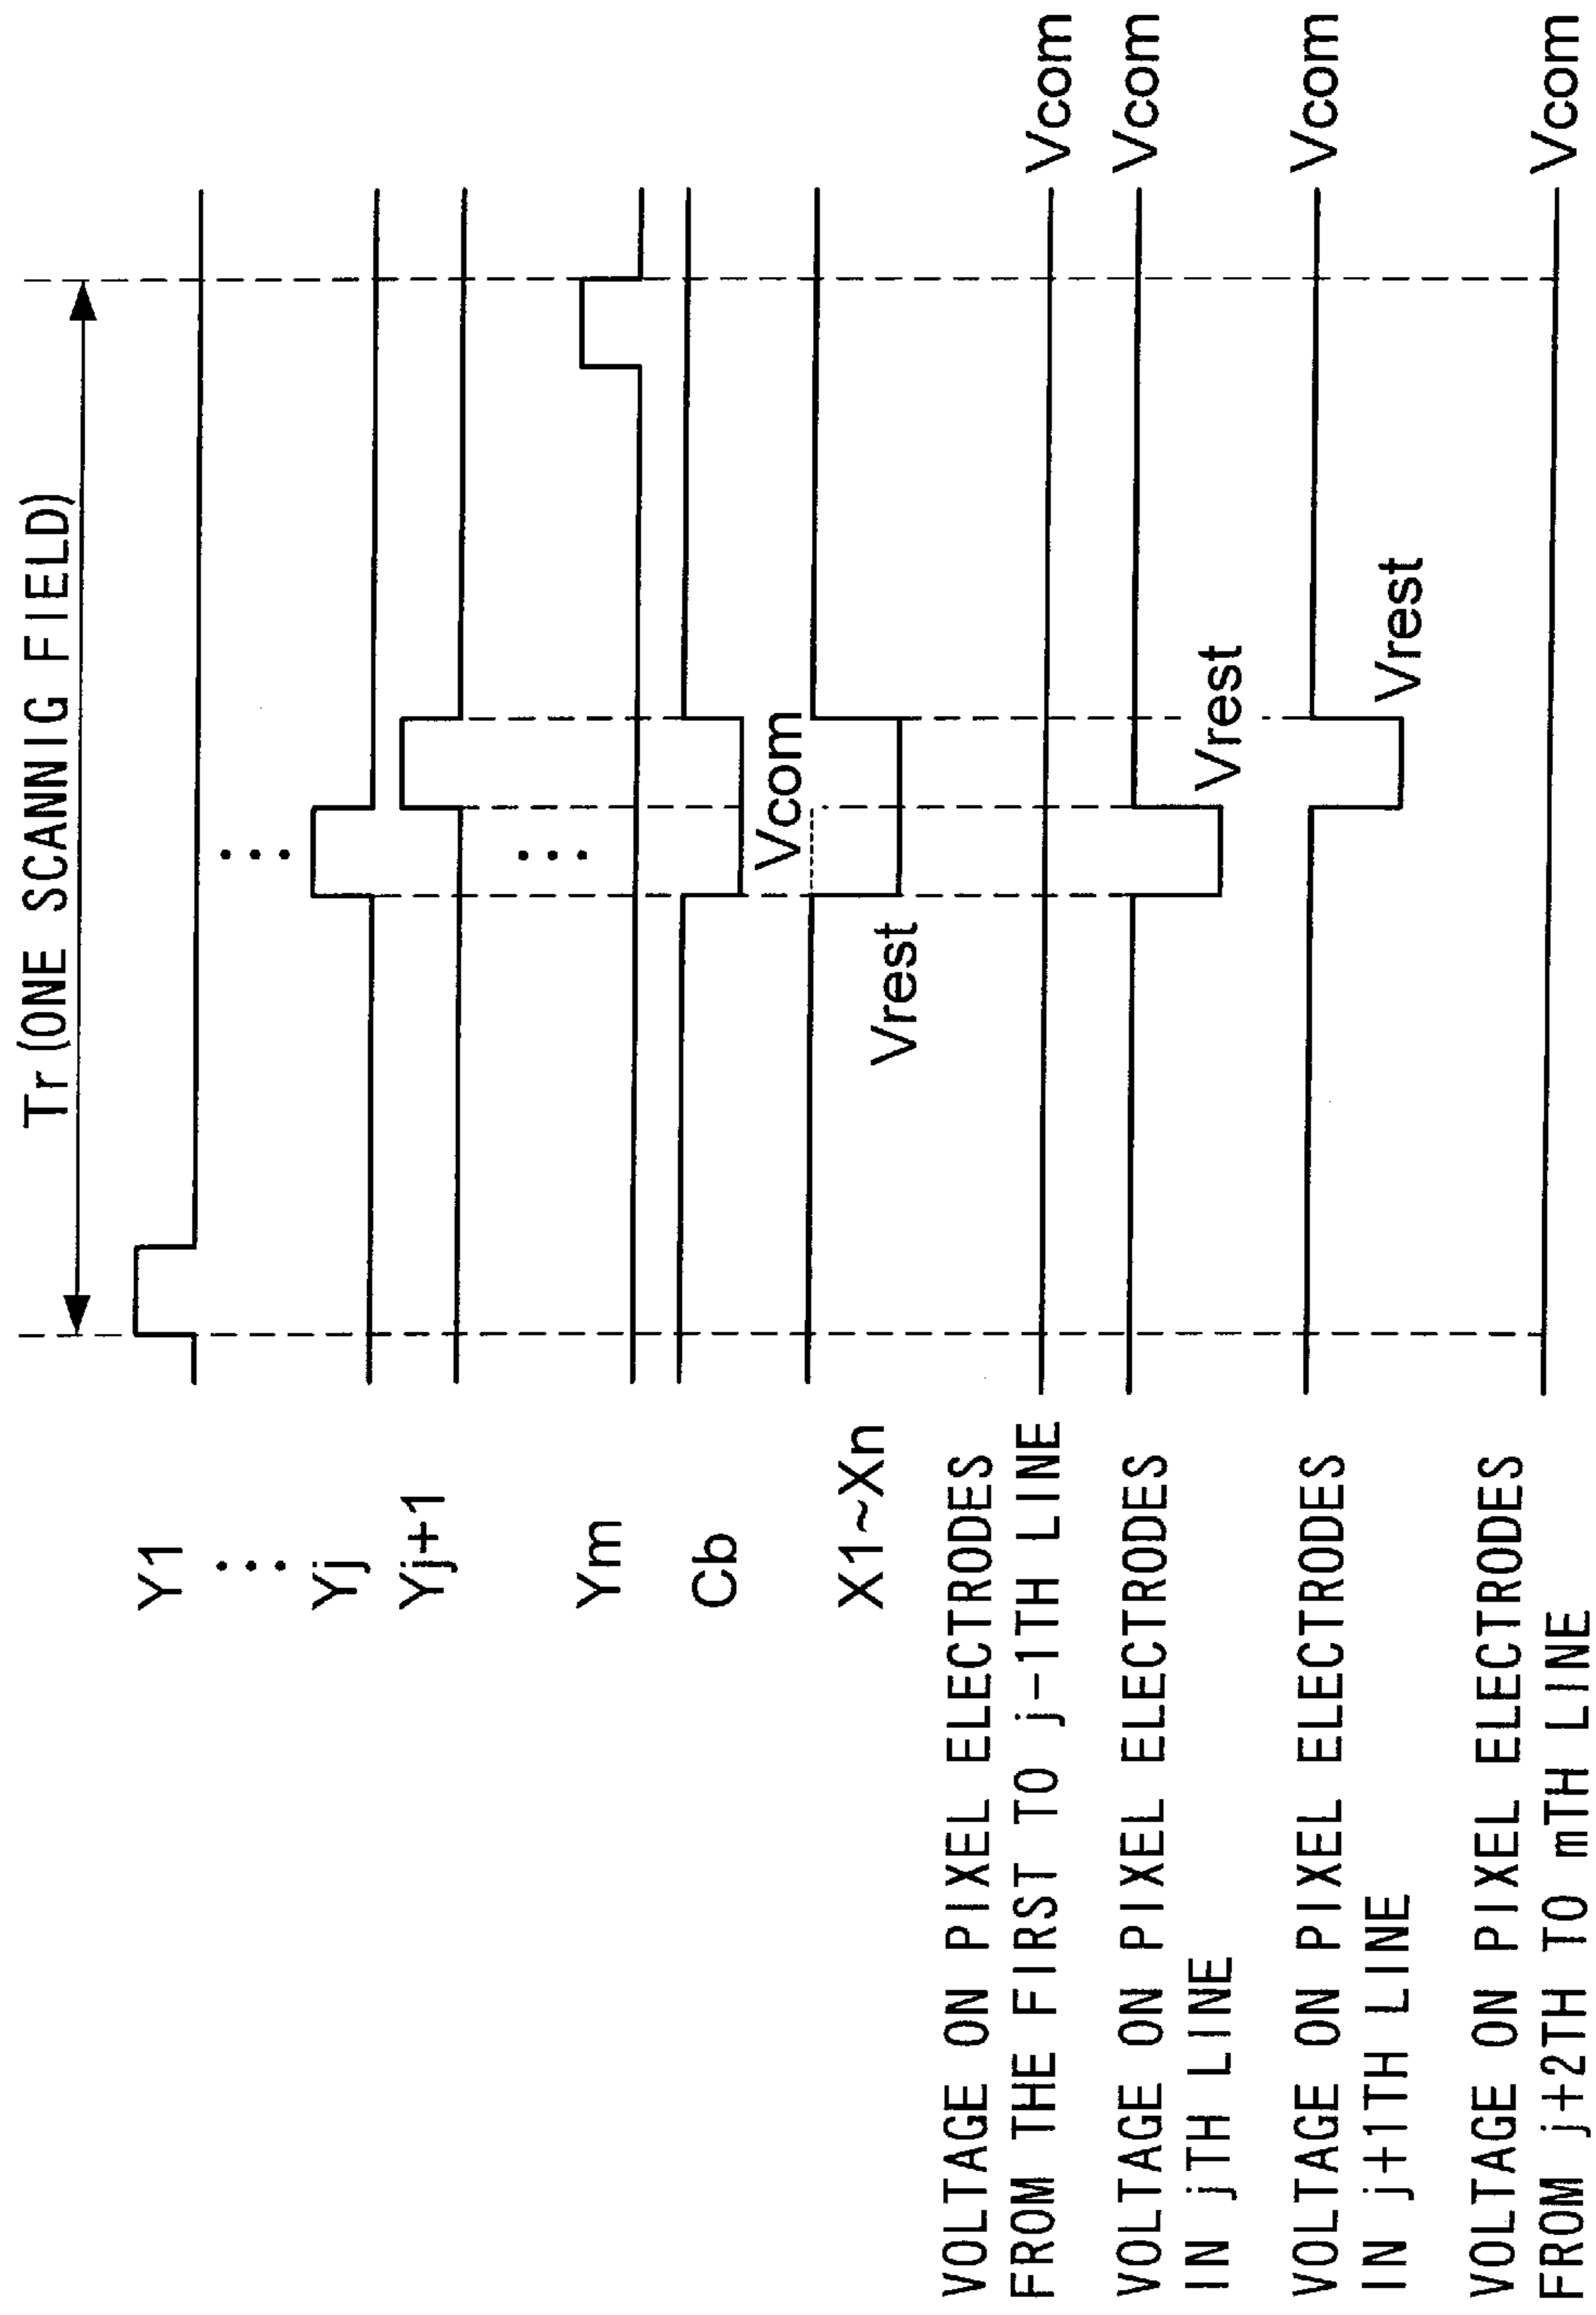 Tr (ONE SCANNIG FIELD)
Y1
Yj
Yj+1
Ym
Cb
Vcom
X1~Xn
Vrest
VOLTAGE ON PIXEL ELECTRODES
FROM THE FIRST TO j-1TH LINE
Vcom
VOLTAGE ON PIXEL ELECTRODES
IN jTH LINE
Vrest
Vcom
VOLTAGE ON PIXEL ELECTRODES
IN j+1TH LINE
Vrest
Vcom
VOLTAGE ON PIXEL ELECTRODES
FROM j+2TH TO mTH LINE
Vcom